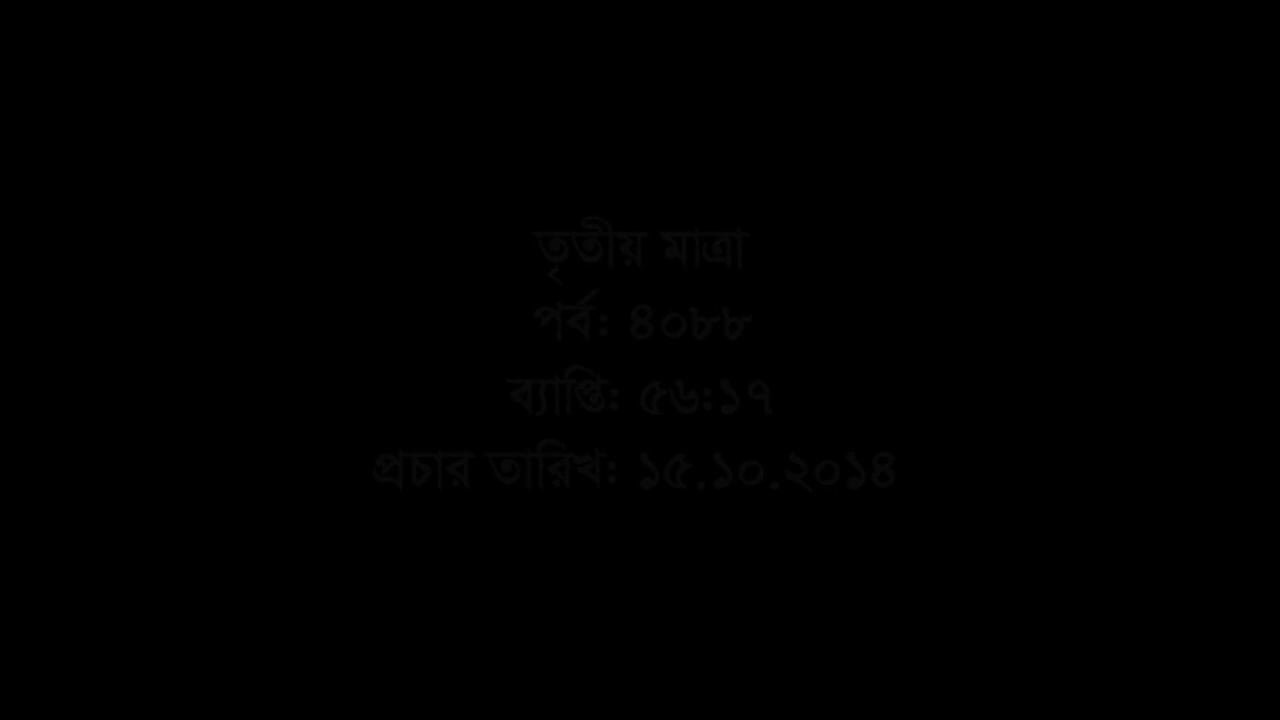 তৃতীয় মাত্রা
পর্ব: ৪০৮৮
ব্যাপ্তি: ৫৬:১৭
প্রচার তারিখ: ১৫.১০.২০১৪